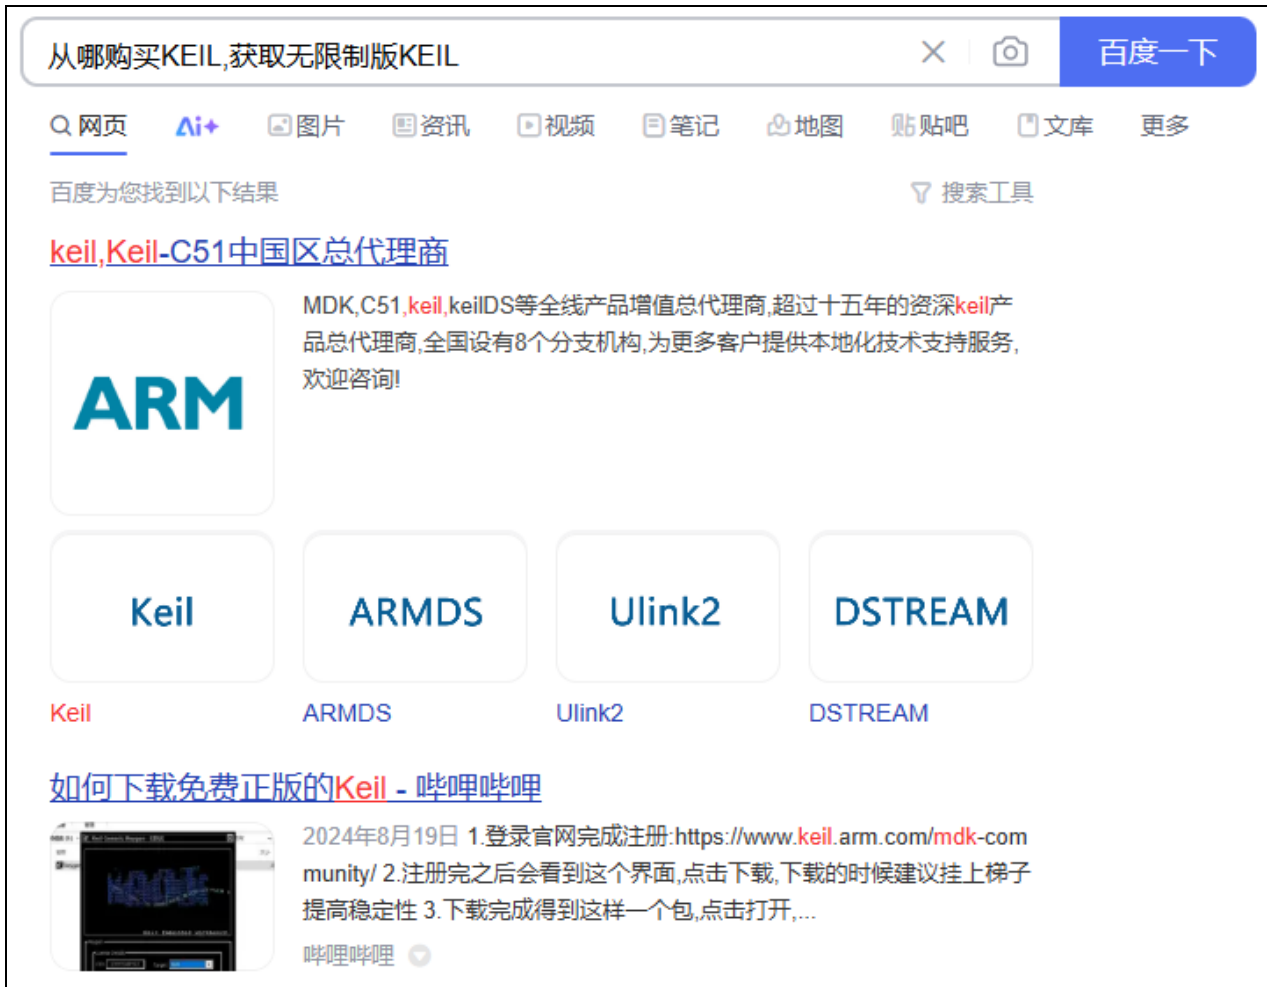 从哪购买KEIL,获取无限制版KEIL
百度一下
网页 Ai+ 图片 资讯 视频 笔记 地图 贴吧 文库 更多
百度为您找到以下结果
搜索工具
keil,Keil-C51中国区总代理商
ARM
MDK,C51,keil,keilDS等全线产品增值总代理商,超过十五年的资深keil产
品总代理商,全国设有8个分支机构,为更多客户提供本地化技术支持服务,
欢迎咨询!
Keil ARMDS Ulink2 DSTREAM
Keil ARMDS Ulink2 DSTREAM
如何下载免费正版的Keil - 哔哩哔哩
2024年8月19日 1.登录官网完成注册:https://www.keil.arm.com/mdk-com
munity/ 2.注册完之后会看到这个界面,点击下载,下载的时候建议挂上梯子
提高稳定性 3.下载完成得到这样一个包,点击打开,...
哔哩哔哩